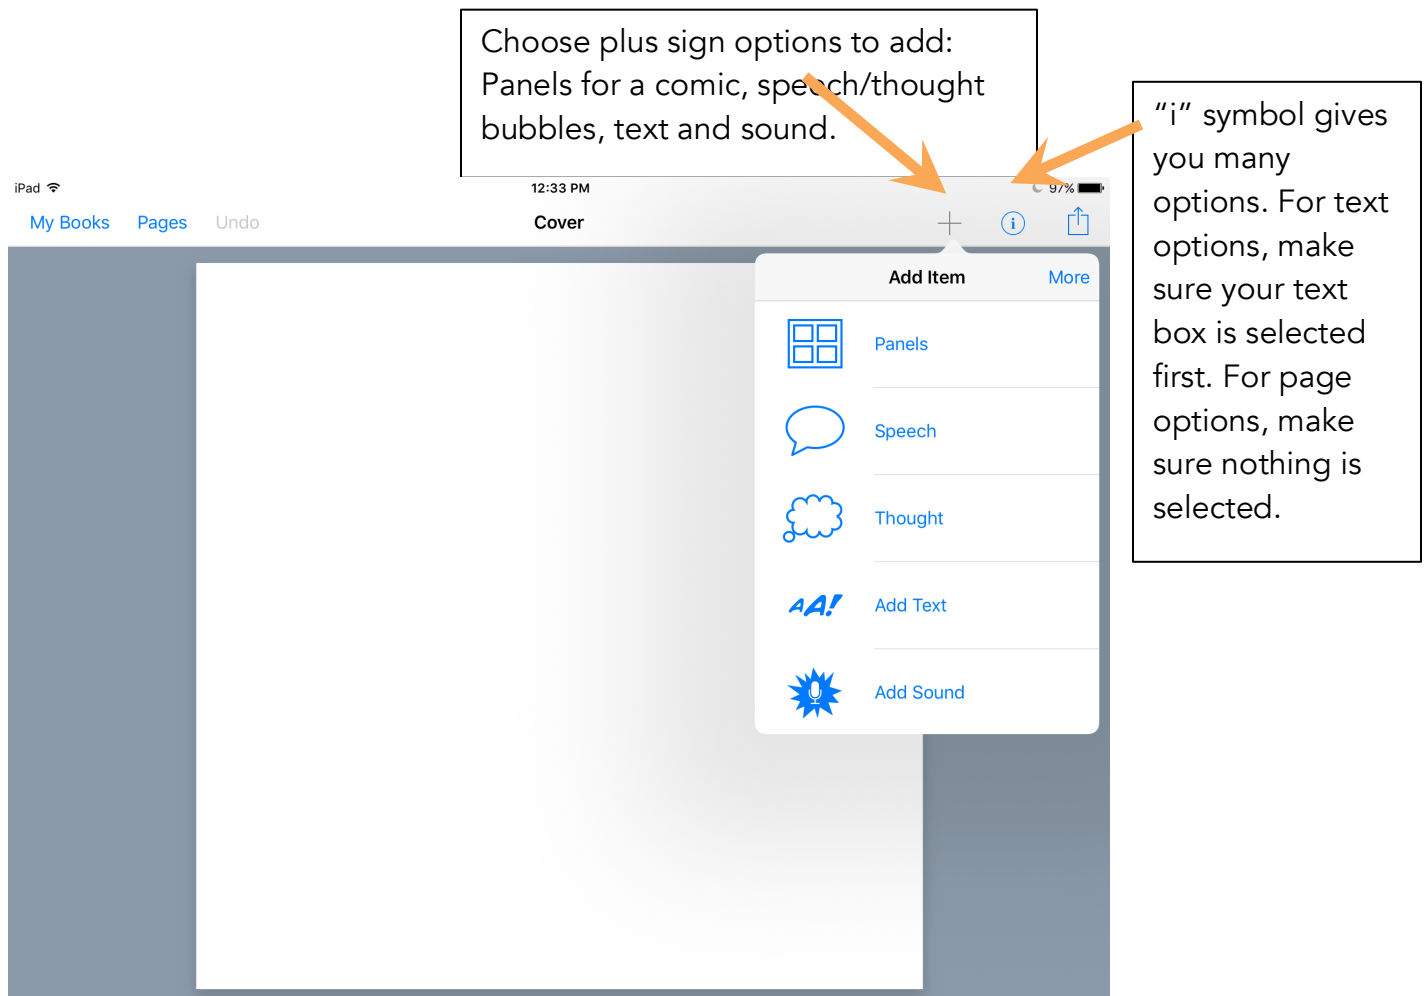 Choose plus sign options to add:
Panels for a comic, speech/thought
bubbles, text and sound.
“i” symbol gives
you many
options. For text
options, make
sure your text
box is selected
first. For page
options, make
sure nothing is
selected.
iPad
12:33 PM
97%
My Books
Pages
Undo
Cover
Add Item
More
Panels
Speech
Thought
AA!
Add Text
Add Sound